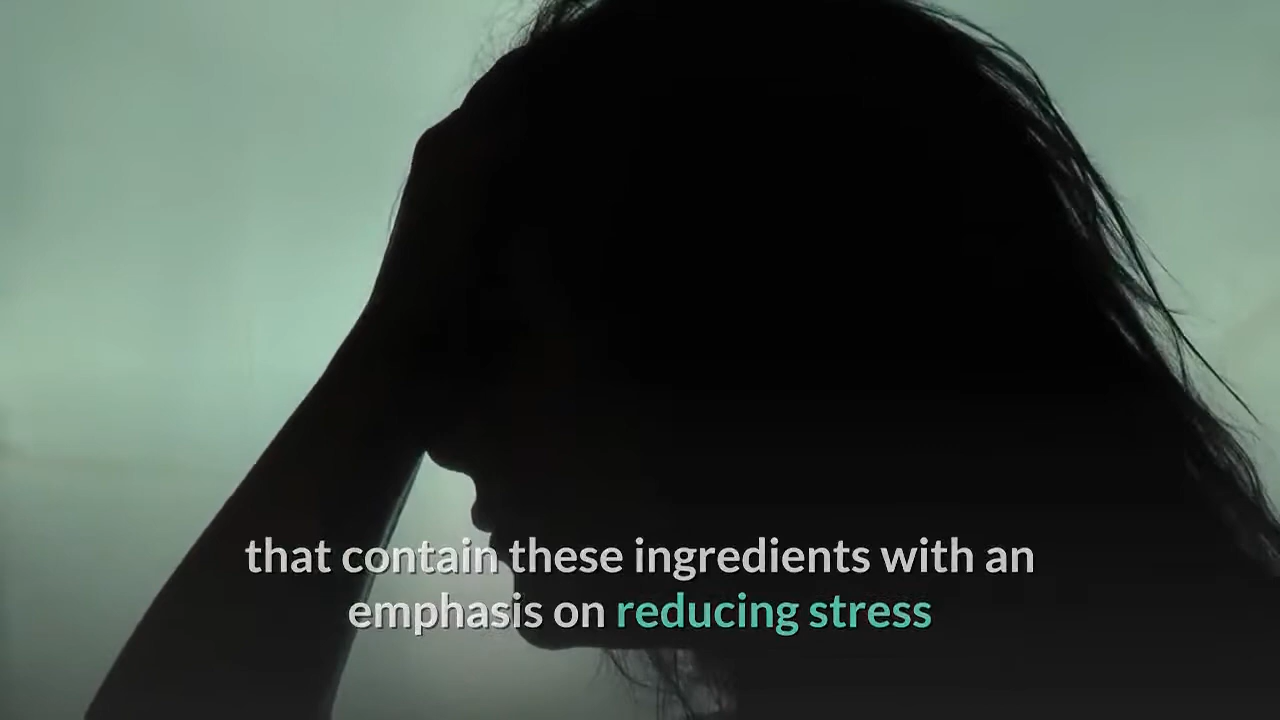 that contain these ingredients with an
emphasis on reducing stress